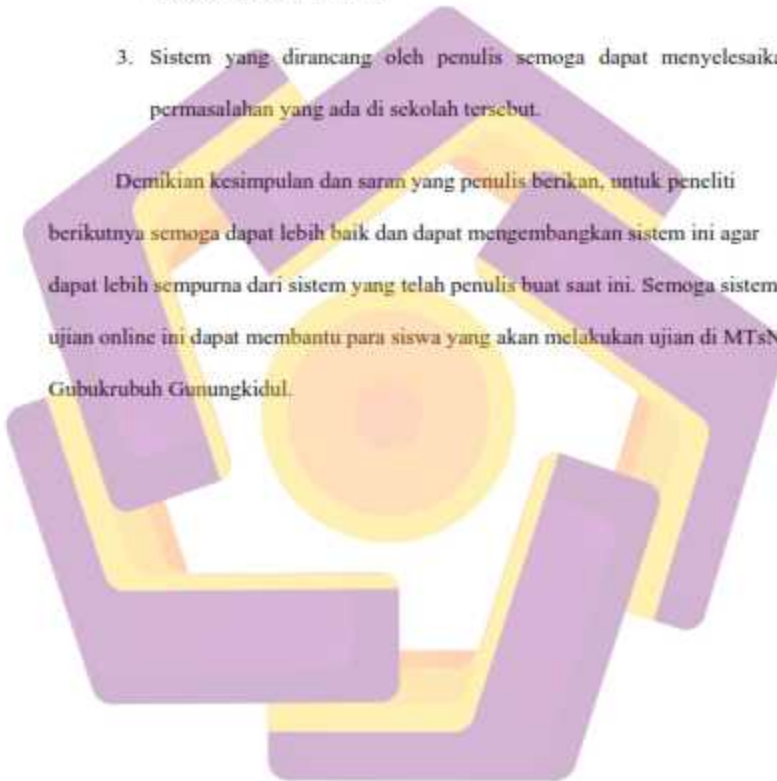 3. Sistem yang dirancang oleh penulis semoga dapat menyelesaika
permasalahan yang ada di sekolah tersebut.
Demikian kesimpulan dan saran yang penulis berikan, untuk peneliti
berikutnya semoga dapat lebih baik dan dapat mengembangkan sistem ini agar
dapat lebih sempurna dari sistem yang telah penulis buat saat ini. Semoga sistem
ujian online ini dapat membantu para siswa yang akan melakukan ujian di MTsN
Gubukrubuh Gunungkidul.